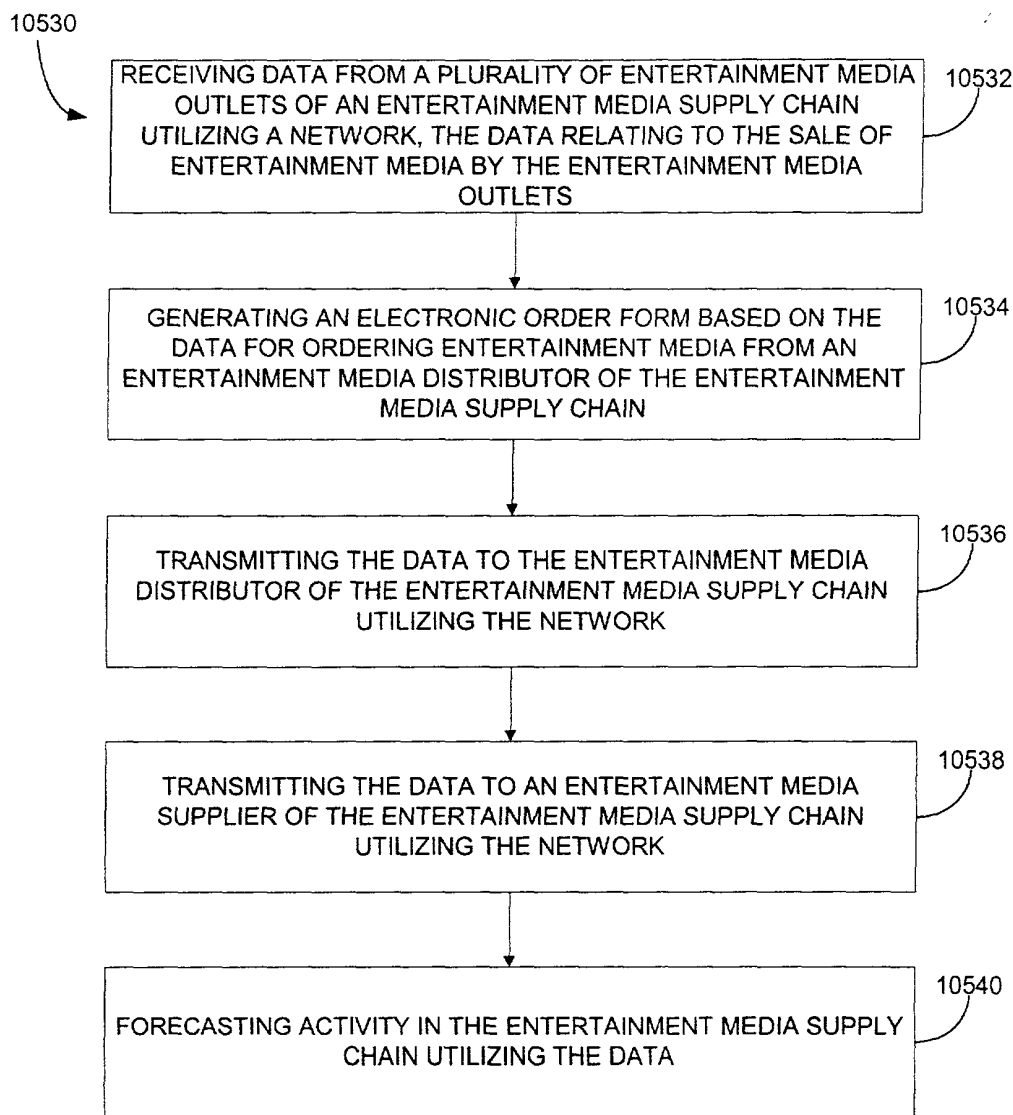 10530
RECEIVING DATA FROM A PLURALITY OF ENTERTAINMENT MEDIA
OUTLETS OF AN ENTERTAINMENT MEDIA SUPPLY CHAIN
UTILIZING A NETWORK, THE DATA RELATING TO THE SALE OF
ENTERTAINMENT MEDIA BY THE ENTERTAINMENT MEDIA
OUTLETS
10532
GENERATING AN ELECTRONIC ORDER FORM BASED ON THE
DATA FOR ORDERING ENTERTAINMENT MEDIA FROM AN
ENTERTAINMENT MEDIA DISTRIBUTOR OF THE ENTERTAINMENT
MEDIA SUPPLY CHAIN
10534
TRANSMITTING THE DATA TO THE ENTERTAINMENT MEDIA
DISTRIBUTOR OF THE ENTERTAINMENT MEDIA SUPPLY CHAIN
UTILIZING THE NETWORK
10536
TRANSMITTING THE DATA TO AN ENTERTAINMENT MEDIA
SUPPLIER OF THE ENTERTAINMENT MEDIA SUPPLY CHAIN
UTILIZING THE NETWORK
10538
FORECASTING ACTIVITY IN THE ENTERTAINMENT MEDIA SUPPLY
CHAIN UTILIZING THE DATA
10540